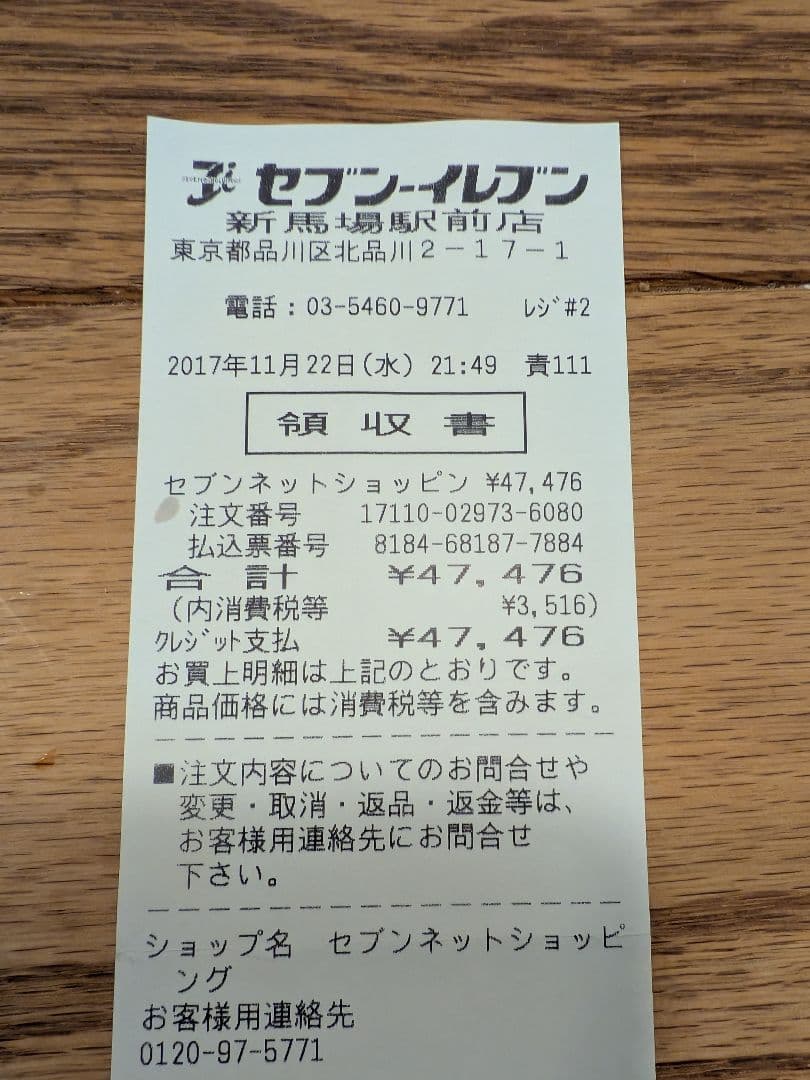 セブン-イレブン
新馬場駅前店
東京都品川区北品川２－１７－１
電話：03-5460-9771 ﾚｼﾞ#2
2017年11月22日(水) 21:49 責111
領収書
セブンネットショッピン ¥47,476
注文番号 17110-02973-6080
払込票番号 8184-68187-7884
合計 ¥47,476
(内消費税等 ¥3,516)
ｸﾚｼﾞｯﾄ支払 ¥47,476
お買上明細は上記のとおりです。
商品価格には消費税等を含みます。
■注文内容についてのお問合せや
変更・取消・返品・返金等は、
お客様用連絡先にお問合せ
下さい。
ショップ名 セブンネットショッピ
ング
お客様用連絡先
0120-97-5771